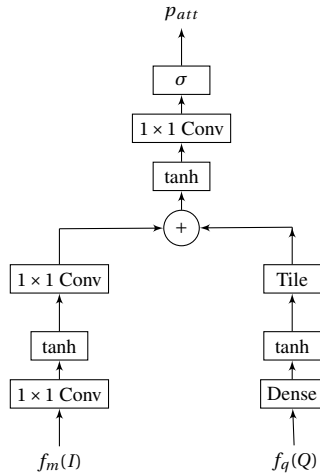 p_att
σ
1 × 1 Conv
tanh
+
1 × 1 Conv
Tile
tanh
tanh
1 × 1 Conv
Dense
f_m(I)
f_q(Q)